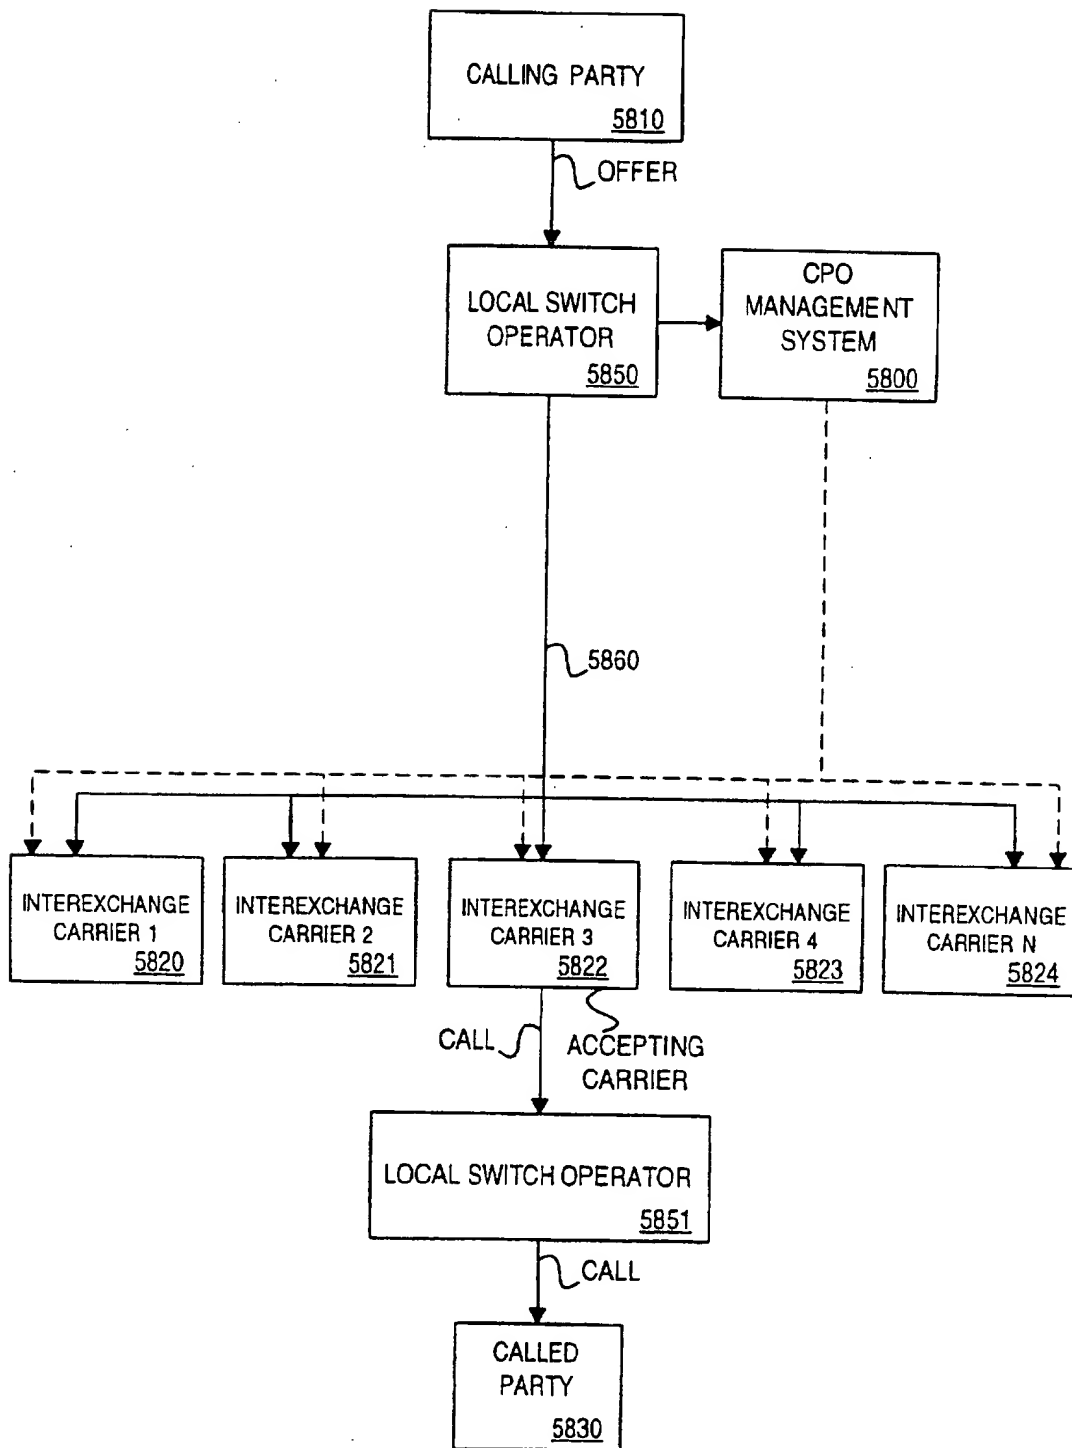 CALLING PARTY
5810
OFFER
LOCAL SWITCH
OPERATOR
5850
CPO
MANAGEMENT
SYSTEM
5800
5860
INTEREXCHANGE
CARRIER 1
5820
INTEREXCHANGE
CARRIER 2
5821
INTEREXCHANGE
CARRIER 3
5822
INTEREXCHANGE
CARRIER 4
5823
INTEREXCHANGE
CARRIER N
5824
CALL
ACCEPTING
CARRIER
LOCAL SWITCH OPERATOR
5851
CALL
CALLED
PARTY
5830